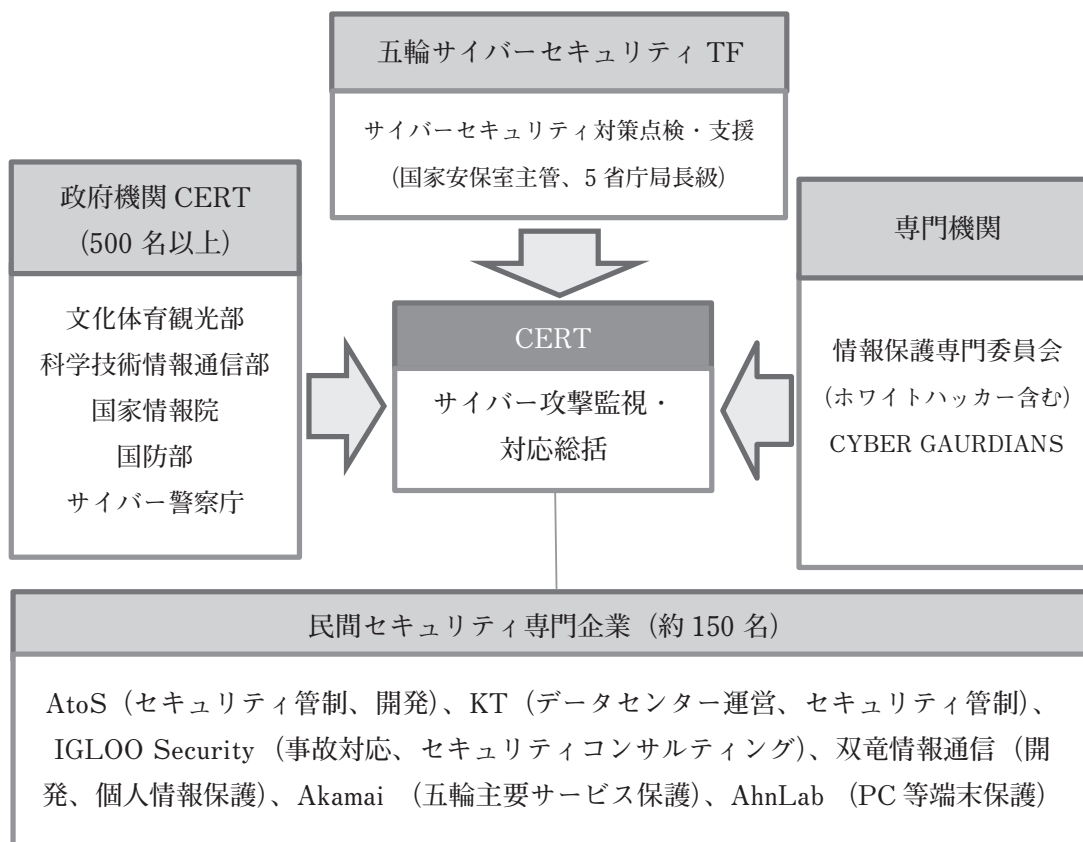 五輪サイバーセキュリティ TF
サイバーセキュリティ対策点検・支援
(国家安保室主管、5 省庁局長級)
政府機関 CERT
(500 名以上)
文化体育観光部
科学技術情報通信部
国家情報院
国防部
サイバー警察庁
CERT
サイバー攻撃監視・
対応総括
専門機関
情報保護専門委員会
(ホワイトハッカー含む)
CYBER GAURDIANS
民間セキュリティ専門企業(約 150 名)
AtoS(セキュリティ管制、開発)、KT(データセンター運営、セキュリティ管制)、
IGLOO Security(事故対応、セキュリティコンサルティング)、双竜情報通信(開
発、個人情報保護)、Akamai (五輪主要サービス保護)、AhnLab (PC 等端末保護)